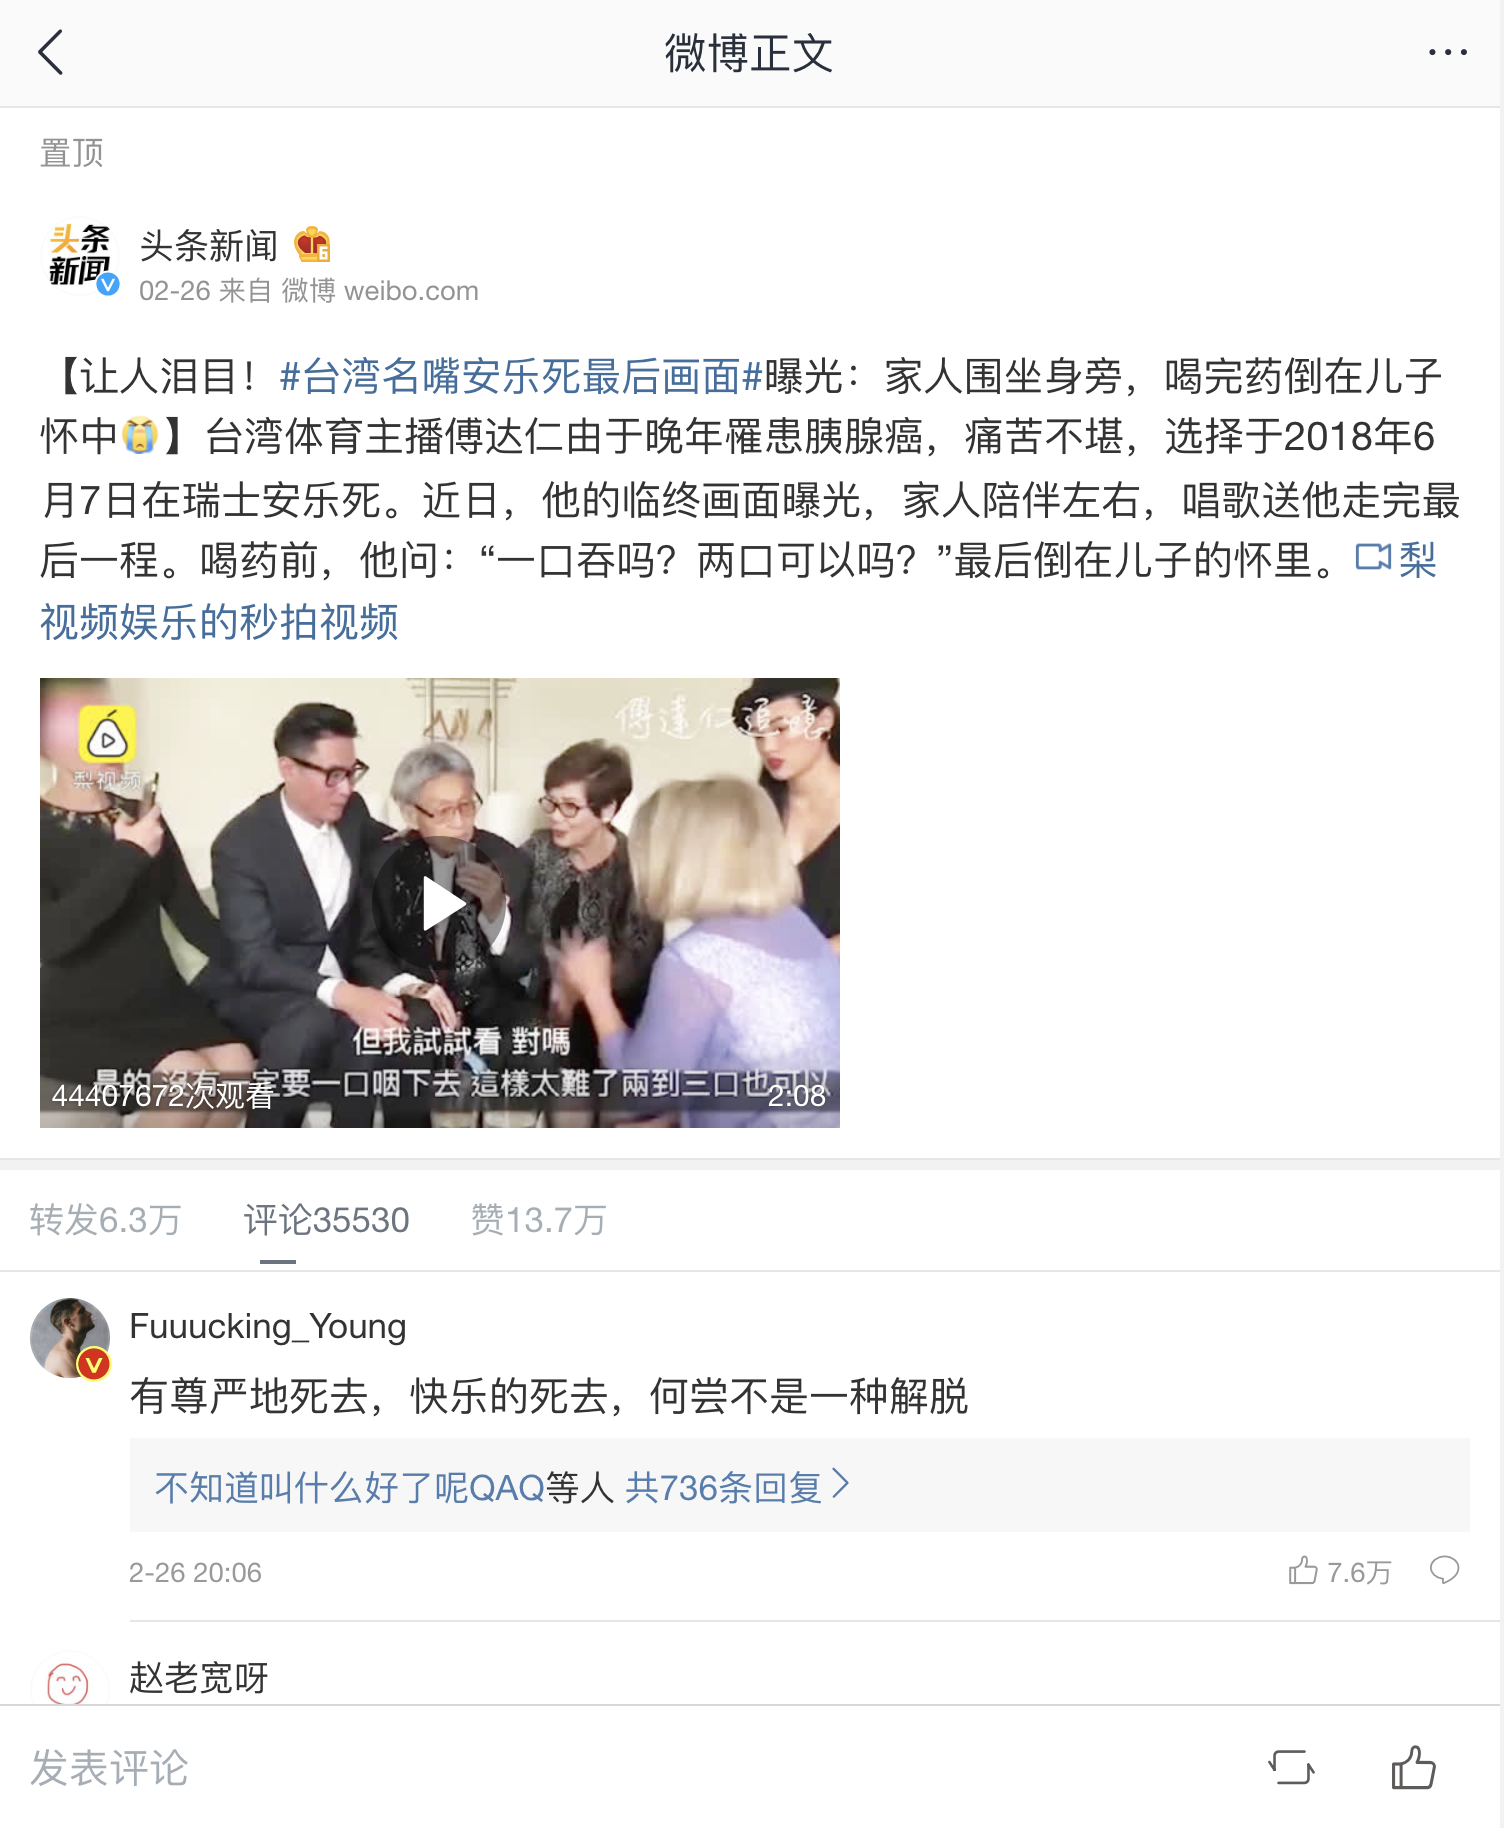 微博正文
置顶
头条新闻
头条新闻
6
02-26 来自 微博 weibo.com
【让人泪目！#台湾名嘴安乐死最后画面#曝光：家人围坐身旁，喝完药倒在儿子
怀中😭】台湾体育主播傅达仁由于晚年罹患胰腺癌，痛苦不堪，选择于2018年6
月7日在瑞士安乐死。近日，他的临终画面曝光，家人陪伴左右，唱歌送他走完最
后一程。喝药前，他问：“一口吞吗？两口可以吗？”最后倒在儿子的怀里。梨
视频娱乐的秒拍视频
梨视频
傅達仁追憶
但我試試看 對嗎
是的 沒有一定要一口咽下去 這樣太難了兩到三口也可以
44407672次观看
2:08
转发6.3万 评论35530 赞13.7万
Fuuucking_Young
有尊严地死去，快乐的死去，何尝不是一种解脱
不知道叫什么好了呢QAQ等人 共736条回复
2-26 20:06
7.6万
赵老宽呀
发表评论